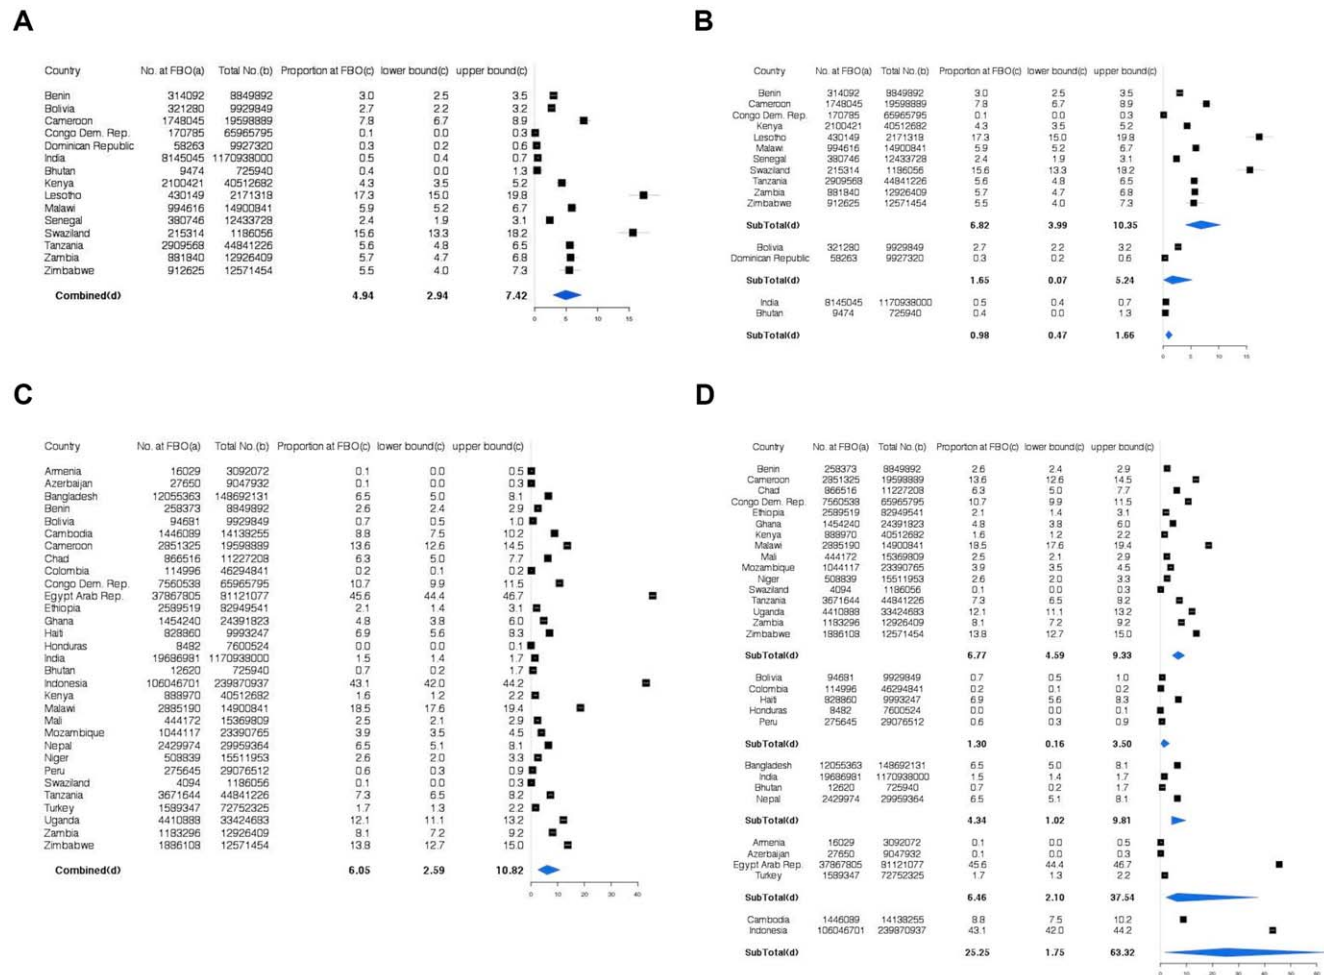 A
Country No. at FBO(a) Total No.(b) Proportion at FBO(c) lower bound(c) upper bound(c)
Benin 314092 8849892 3.0 2.5 3.5
Bolivia 321280 9929849 2.7 2.2 3.2
Cameroon 1748045 19598889 7.8 6.7 8.9
Congo Dem. Rep. 170785 65965795 0.1 0.0 0.3
Dominican Republic 58263 9927320 0.3 0.2 0.6
India 8145045 1170938000 0.5 0.4 0.7
Bhutan 9474 725940 0.4 0.0 1.3
Kenya 2100421 40512682 4.3 3.5 5.2
Lesotho 430149 2171318 17.3 15.0 19.8
Malawi 994616 14900841 5.9 5.2 6.7
Senegal 380746 12433728 2.4 1.9 3.1
Swaziland 215314 1186056 15.6 13.3 18.2
Tanzania 2909568 44841226 5.6 4.8 6.5
Zambia 881840 12926409 5.7 4.7 6.8
Zimbabwe 912625 12571454 5.5 4.0 7.3
Combined(d) 4.94 2.94 7.42
0 5 10 15
B
Country No. at FBO(a) Total No.(b) Proportion at FBO(c) lower bound(c) upper bound(c)
Benin 314092 8849892 3.0 2.5 3.5
Cameroon 1748045 19598889 7.8 6.7 8.9
Congo Dem. Rep. 170785 65965795 0.1 0.0 0.3
Kenya 2100421 40512682 4.3 3.5 5.2
Lesotho 430149 2171318 17.3 15.0 19.8
Malawi 994616 14900841 5.9 5.2 6.7
Senegal 380746 12433728 2.4 1.9 3.1
Swaziland 215314 1186056 15.6 13.3 18.2
Tanzania 2909568 44841226 5.6 4.8 6.5
Zambia 881840 12926409 5.7 4.7 6.8
Zimbabwe 912625 12571454 5.5 4.0 7.3
SubTotal(d) 6.82 3.99 10.35
Bolivia 321280 9929849 2.7 2.2 3.2
Dominican Republic 58263 9927320 0.3 0.2 0.6
SubTotal(d) 1.65 0.07 5.24
India 8145045 1170938000 0.5 0.4 0.7
Bhutan 9474 725940 0.4 0.0 1.3
SubTotal(d) 0.98 0.47 1.66
0 5 10 15
C
Country No. at FBO(a) Total No.(b) Proportion at FBO(c) lower bound(c) upper bound(c)
Armenia 16029 3092072 0.1 0.0 0.5
Azerbaijan 27650 9047932 0.1 0.0 0.3
Bangladesh 12055363 148692131 6.5 5.0 8.1
Benin 258373 8849892 2.6 2.4 2.9
Bolivia 94681 9929849 0.7 0.5 1.0
Cambodia 1446089 14138255 8.8 7.5 10.2
Cameroon 2851325 19598889 13.6 12.6 14.5
Chad 866516 11227208 6.3 5.0 7.7
Colombia 114996 46294841 0.2 0.1 0.2
Congo Dem. Rep. 7560538 65965795 10.7 9.9 11.5
Egypt Arab Rep. 37867805 81121077 45.6 44.4 46.7
Ethiopia 2589519 82949541 2.1 1.4 3.1
Ghana 1454240 24391823 4.8 3.8 6.0
Haiti 828860 9993247 6.9 5.6 8.3
Honduras 8482 7600524 0.0 0.0 0.1
India 19686981 1170938000 1.5 1.4 1.7
Bhutan 12620 725940 0.7 0.2 1.7
Indonesia 106046701 239870937 43.1 42.0 44.2
Kenya 888970 40512682 1.6 1.2 2.2
Malawi 2885190 14900841 18.5 17.6 19.4
Mali 444172 15369809 2.5 2.1 2.9
Mozambique 1044117 23390765 3.9 3.5 4.5
Nepal 2429974 29959364 6.5 5.1 8.1
Niger 508839 15511953 2.6 2.0 3.3
Peru 275645 29076512 0.6 0.3 0.9
Swaziland 4094 1186056 0.1 0.0 0.3
Tanzania 3671644 44841226 7.3 6.5 8.2
Turkey 1589347 72752325 1.7 1.3 2.2
Uganda 4410888 33424683 12.1 11.1 13.2
Zambia 1183296 12926409 8.1 7.2 9.2
Zimbabwe 1886108 12571454 13.8 12.7 15.0
Combined(d) 6.05 2.59 10.82
0 10 20 30 40
D
Country No. at FBO(a) Total No.(b) Proportion at FBO(c) lower bound(c) upper bound(c)
Benin 258373 8849892 2.6 2.4 2.9
Cameroon 2851325 19598889 13.6 12.6 14.5
Chad 866516 11227208 6.3 5.0 7.7
Congo Dem. Rep. 7560538 65965795 10.7 9.9 11.5
Ethiopia 2589519 82949541 2.1 1.4 3.1
Ghana 1454240 24391823 4.8 3.8 6.0
Kenya 888970 40512682 1.6 1.2 2.2
Malawi 2885190 14900841 18.5 17.6 19.4
Mali 444172 15369809 2.5 2.1 2.9
Mozambique 1044117 23390765 3.9 3.5 4.5
Niger 508839 15511953 2.6 2.0 3.3
Swaziland 4094 1186056 0.1 0.0 0.3
Tanzania 3671644 44841226 7.3 6.5 8.2
Uganda 4410888 33424683 12.1 11.1 13.2
Zambia 1183296 12926409 8.1 7.2 9.2
Zimbabwe 1886108 12571454 13.8 12.7 15.0
SubTotal(d) 6.77 4.59 9.33
Bolivia 94681 9929849 0.7 0.5 1.0
Colombia 114996 46294841 0.2 0.1 0.2
Haiti 828860 9993247 6.9 5.6 8.3
Honduras 8482 7600524 0.0 0.0 0.1
Peru 275645 29076512 0.6 0.3 0.9
SubTotal(d) 1.30 0.16 3.50
Bangladesh 12055363 148692131 6.5 5.0 8.1
India 19686981 1170938000 1.5 1.4 1.7
Bhutan 12620 725940 0.7 0.2 1.7
Nepal 2429974 29959364 6.5 5.1 8.1
SubTotal(d) 4.34 1.02 9.81
Armenia 16029 3092072 0.1 0.0 0.5
Azerbaijan 27650 9047932 0.1 0.0 0.3
Egypt Arab Rep. 37867805 81121077 45.6 44.4 46.7
Turkey 1589347 72752325 1.7 1.3 2.2
SubTotal(d) 6.46 2.10 37.54
Cambodia 1446089 14138255 8.8 7.5 10.2
Indonesia 106046701 239870937 43.1 42.0 44.2
SubTotal(d) 25.25 1.75 63.32